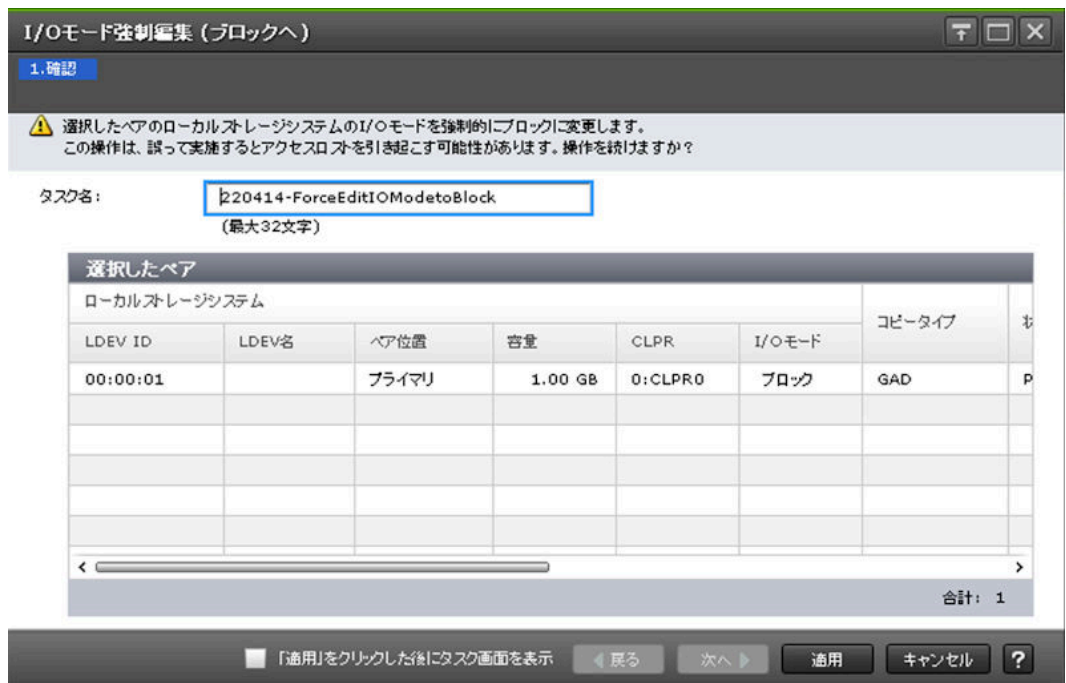 I/Oモード強制編集(ブロックへ)
1.確認
選択したペアのローカルストレージシステムのI/Oモードを強制的にブロックに変更します。
この操作は、誤って実施するとアクセスロストを引き起こす可能性があります。操作を続けますか?
タスク名: 220414-ForceEditIOModetoBlock
(最大32文字)
選択したペア
ローカルストレージシステム コピータイプ
LDEV ID LDEV名 ペア位置 容量 CLPR I/Oモード
00:00:01 プライマリ 1.00 GB 0:CLPR0 ブロック GAD P
合計: 1
「適用」をクリックした後にタスク画面を表示 戻る 次へ 適用 キャンセル ?